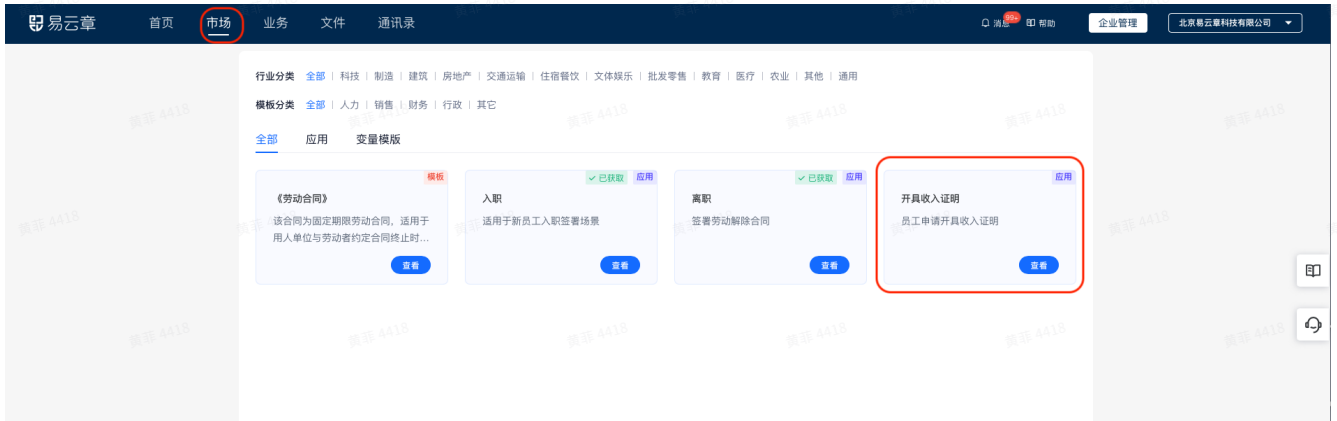 易云章 首页 市场 业务 文件 通讯录 消息 99+ 帮助 企业管理 北京易云章科技有限公司
行业分类 全部 | 科技 | 制造 | 建筑 | 房地产 | 交通运输 | 住宿餐饮 | 文体娱乐 | 批发零售 | 教育 | 医疗 | 农业 | 其他 | 通用
模板分类 全部 | 人力 | 销售 | 财务 | 行政 | 其它
全部 应用 变量模版
模板
《劳动合同》
该合同为固定期限劳动合同，适用于
用人单位与劳动者约定合同终止时...
查看
已获取 应用
入职
适用于新员工入职签署场景
查看
已获取 应用
离职
签署劳动解除合同
查看
应用
开具收入证明
员工申请开具收入证明
查看
黄菲 4418